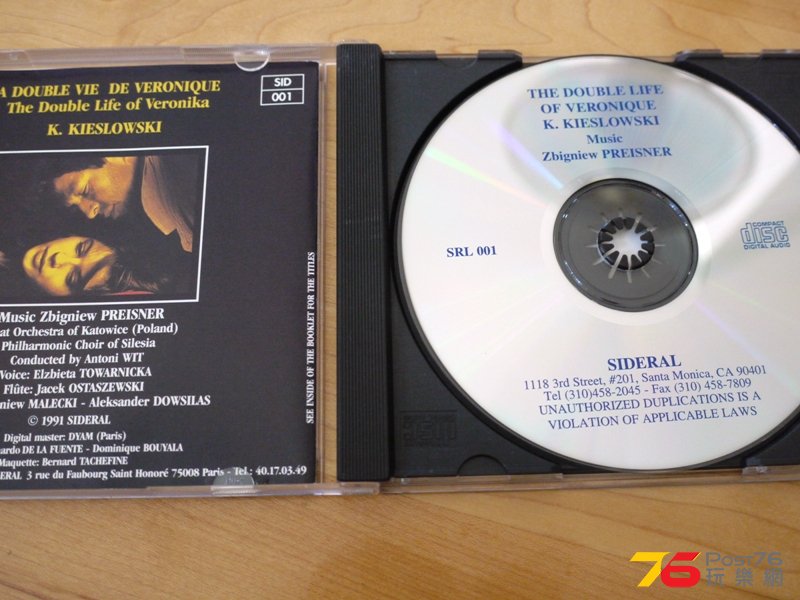 A DOUBLE VIE DE VERONIQUE
The Double Life of Veronika
K. KIESLOWSKI
SID
001
Music Zbigniew PREISNER
at Orchestra of Katowice (Poland)
Philharmonic Choir of Silesia
Conducted by Antoni WIT
Voice: Elzbieta TOWARNICKA
Flûte: Jacek OSTASZEWSKI
niew MALECKI - Aleksander DOWSILAS
© 1991 SIDERAL
Digital master: DYAM (Paris)
ardo DE LA FUENTE - Dominique BOUYALA
Maquette: Bernard TACHEFINE
ERAL 3 rue du Faubourg Saint Honoré 75008 Paris - Tel.: 40.17.03.49
SEE INSIDE OF THE BOOKLET FOR THE TITLES
THE DOUBLE LIFE
OF VERONIQUE
K. KIESLOWSKI
Music
Zbigniew PREISNER
SRL 001
COMPACT
disc
DIGITAL AUDIO
SIDERAL
1118 3rd Street, #201, Santa Monica, CA 90401
Tel (310)458-2045 - Fax (310) 458-7809
UNAUTHORIZED DUPLICATIONS IS A
VIOLATION OF APPLICABLE LAWS
76 Post76
玩樂網